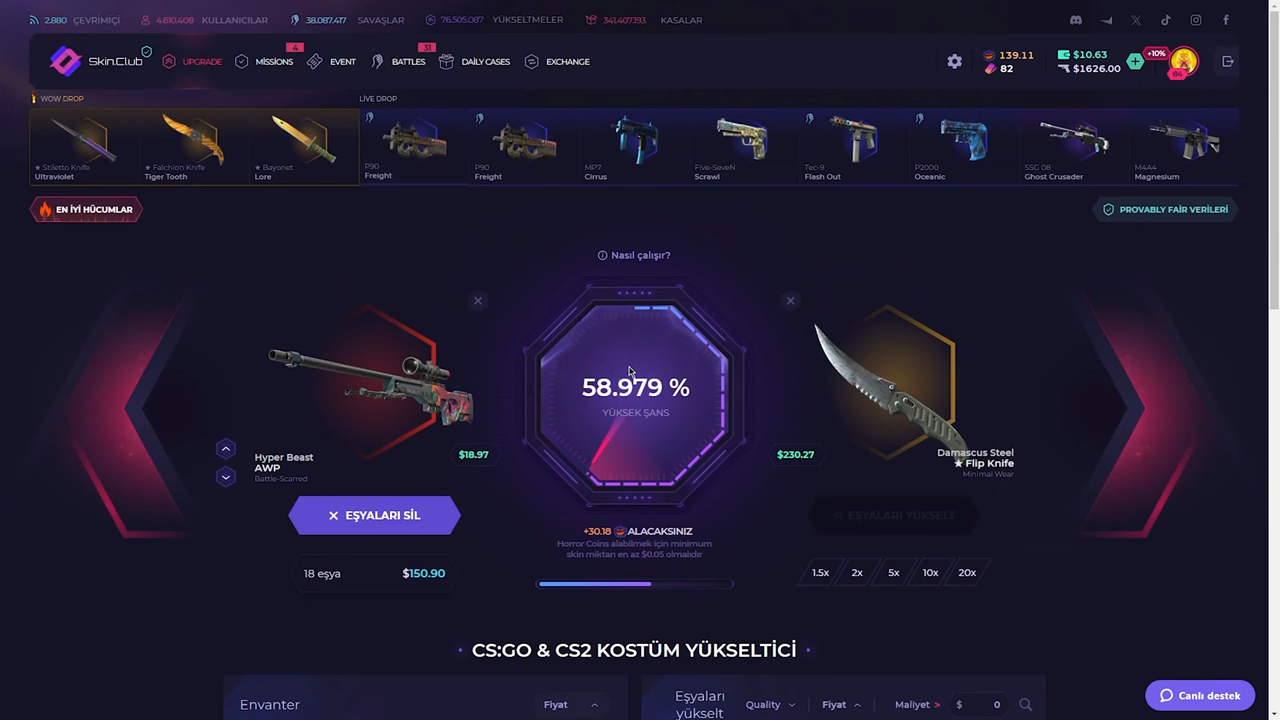 2.880 ÇEVRİMİÇİ 4.610.408 KULLANICILAR 38.087.417 SAVAŞLAR 76.505.087 YÜKSELTMELER 341.407.193 KASALAR
Skin.Club UPGRADE 4 MISSIONS EVENT 31 BATTLES ALL CASES EXCHANGE
139.11 $10.63 +10%
82 $1626.00 84
WOW DROP LIVE DROP
★ Stiletto Knife ★ Falchion Knife ★ Bayonet P90 P90 MP7 Five-SeveN Tec-9 P2000 SSG 08 M4A4
Ultraviolet Tiger Tooth Lore Freight Freight Cirrus Scrawl Flash Out Oceanic Ghost Crusader Magnesium
EN İYİ HÜCUMLAR PROVABLY FAIR VERİLERİ
Nasıl çalışır?
58.979 %
YÜKSEK ŞANS
Hyper Beast
AWP
Battle-Scarred
$18.97
$230.27
Damascus Steel
★ Flip Knife
Minimal Wear
EŞYALARI SİL EŞYALARI YÜKSELT
+30.18 ALACAKSINIZ
Horror Coins alabilmek için minimum
skin miktarı en az $0.05 olmalıdır
18 eşya $150.90
1.5x 2x 5x 10x 20x
CS:GO & CS2 KOSTÜM YÜKSELTİCİ
Envanter Fiyat
Eşyaları
yükselt
Quality Fiyat Maliyet > $ 0
Canlı destek